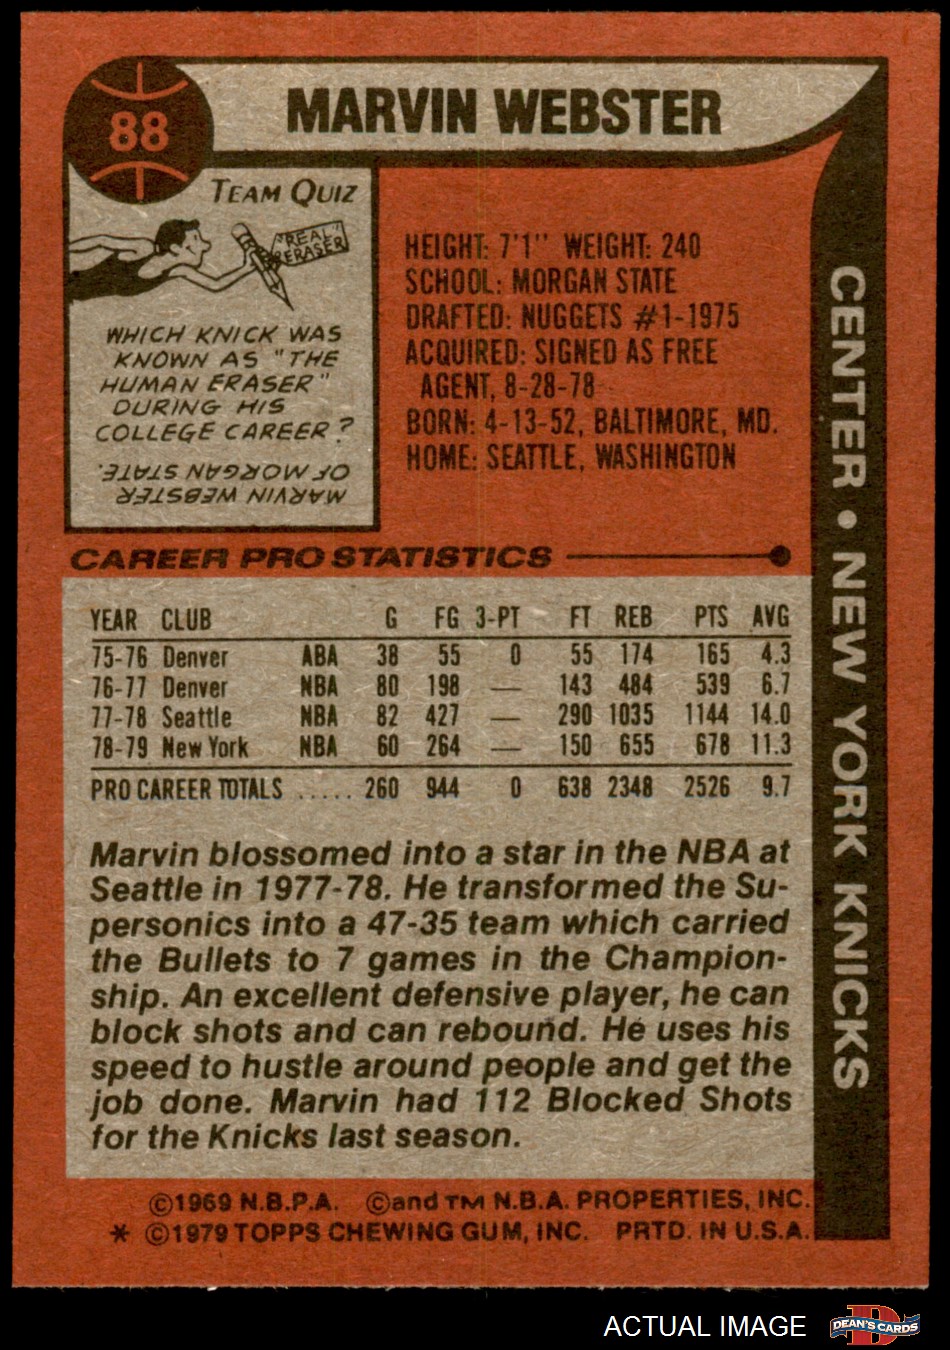 88
MARVIN WEBSTER
TEAM QUIZ
"REAL"
ERASER
WHICH KNICK WAS
KNOWN AS "THE
HUMAN ERASER"
DURING HIS
COLLEGE CAREER?
MARVIN WEBSTER
OF MORGAN STATE.
HEIGHT: 7'1" WEIGHT: 240
SCHOOL: MORGAN STATE
DRAFTED: NUGGETS #1-1975
ACQUIRED: SIGNED AS FREE
AGENT, 8-28-78
BORN: 4-13-52, BALTIMORE, MD.
HOME: SEATTLE, WASHINGTON
CENTER • NEW YORK KNICKS
CAREER PRO STATISTICS
YEAR CLUB G FG 3-PT FT REB PTS AVG
75-76 Denver ABA 38 55 0 55 174 165 4.3
76-77 Denver NBA 80 198 — 143 484 539 6.7
77-78 Seattle NBA 82 427 — 290 1035 1144 14.0
78-79 New York NBA 60 264 — 150 655 678 11.3
PRO CAREER TOTALS ..... 260 944 0 638 2348 2526 9.7
Marvin blossomed into a star in the NBA at
Seattle in 1977-78. He transformed the Su-
personics into a 47-35 team which carried
the Bullets to 7 games in the Champion-
ship. An excellent defensive player, he can
block shots and can rebound. He uses his
speed to hustle around people and get the
job done. Marvin had 112 Blocked Shots
for the Knicks last season.
©1969 N.B.P.A. ©and TM N.B.A. PROPERTIES, INC.
* ©1979 TOPPS CHEWING GUM, INC. PRTD. IN U.S.A.
ACTUAL IMAGE
D
DEAN'S CARDS